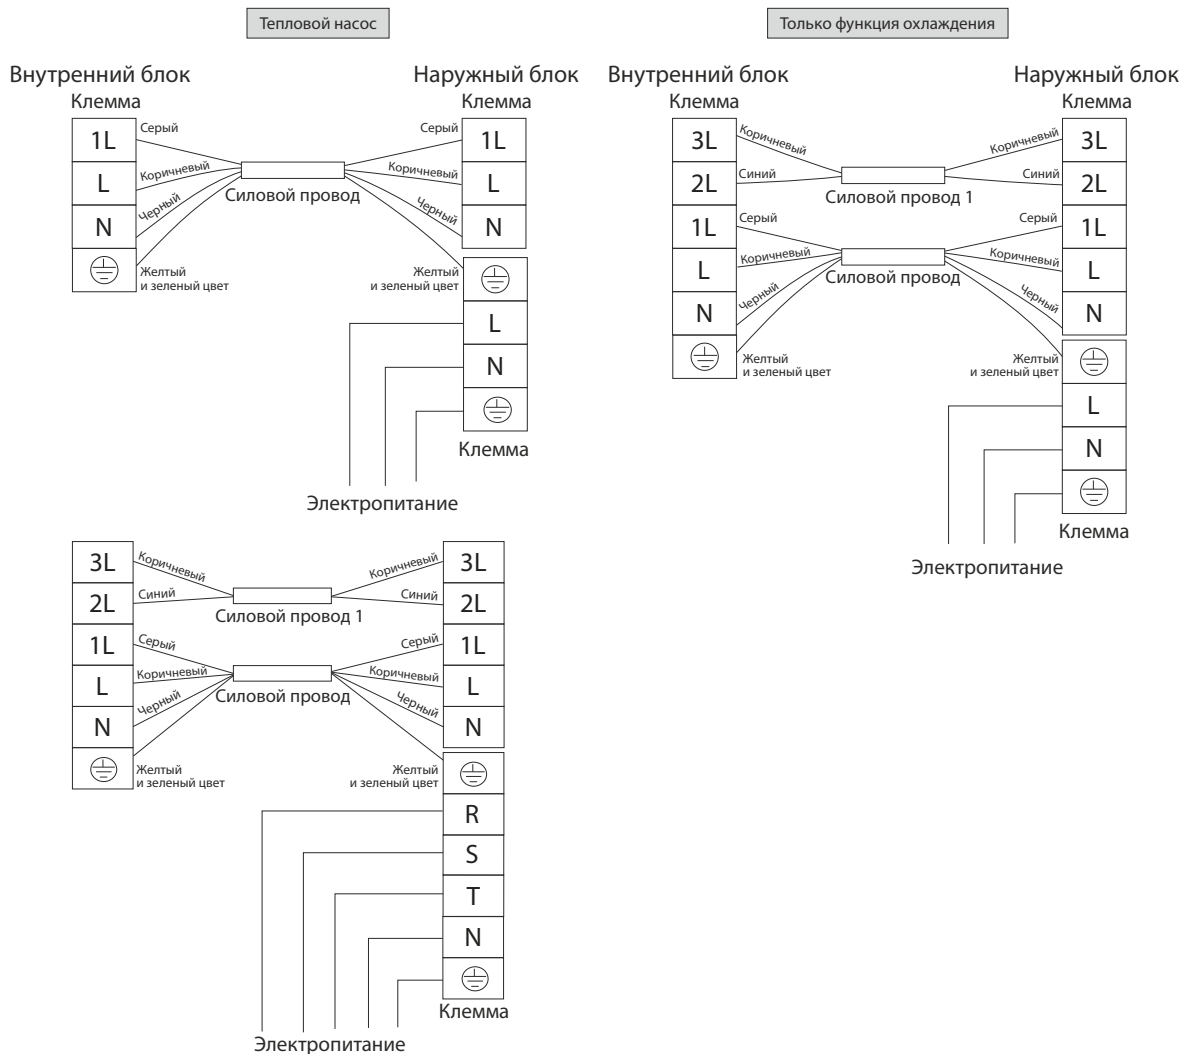 Тепловой насос
Внутренний блок
Наружный блок
Клемма
Клемма
1L
Серый
Серый
1L
L
Коричневый
Коричневый
L
Силовой провод
N
Черный
Черный
N
Желтый
и зеленый цвет
Желтый
и зеленый цвет
L
N
Клемма
Электропитание
Только функция охлаждения
Внутренний блок
Наружный блок
Клемма
Клемма
3L
Коричневый
Коричневый
3L
2L
Синий
Синий
2L
Силовой провод 1
1L
Серый
Серый
1L
L
Коричневый
Коричневый
L
Силовой провод
N
Черный
Черный
N
Желтый
и зеленый цвет
Желтый
и зеленый цвет
L
N
Клемма
Электропитание
3L
Коричневый
Коричневый
3L
2L
Синий
Синий
2L
Силовой провод 1
1L
Серый
Серый
1L
L
Коричневый
Коричневый
L
Силовой провод
N
Черный
Черный
N
Желтый
и зеленый цвет
Желтый
и зеленый цвет
R
S
T
N
Клемма
Электропитание